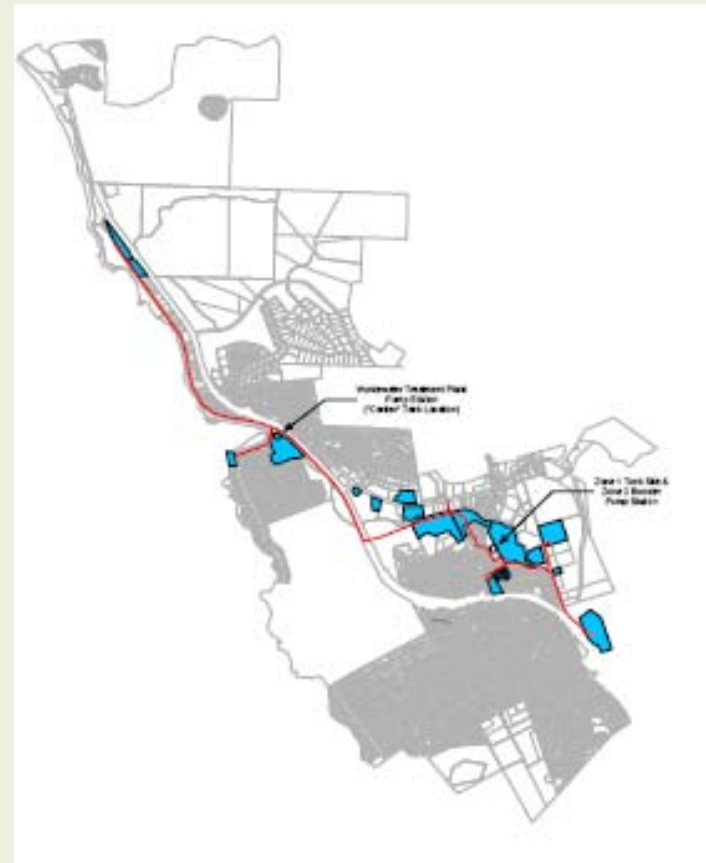 Wastewater Treatment Plant
Pump Station
("Center" Tank Location)
Zone 1 Tank Site &
Zone 2 Booster
Pump Station